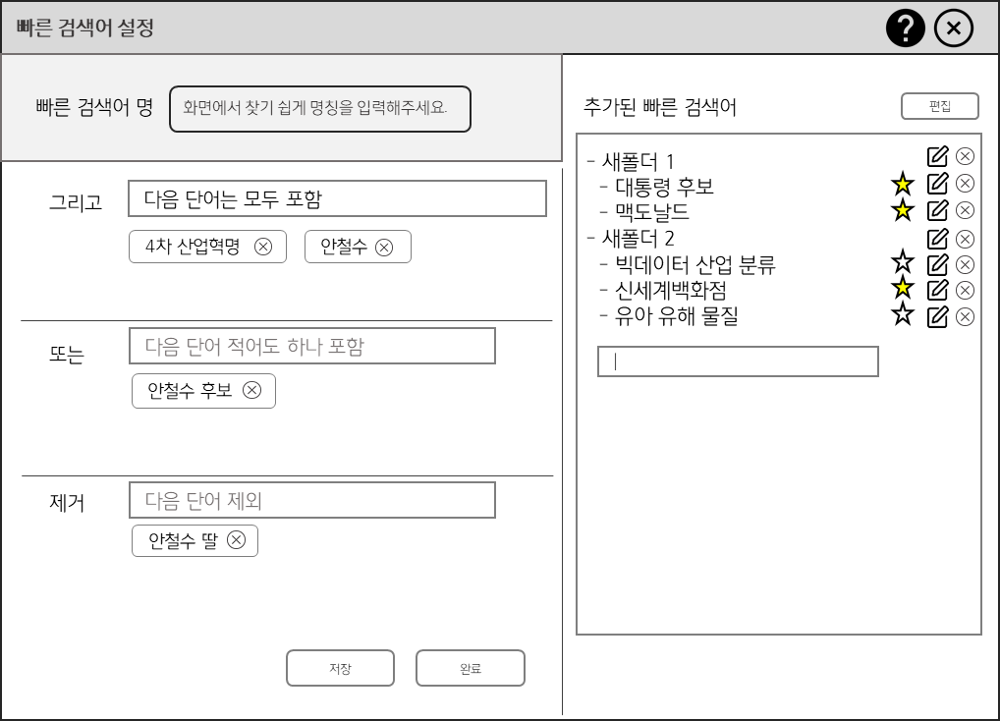 빠른 검색어 설정
빠른 검색어 명
화면에서 찾기 쉽게 명칭을 입력해주세요.
그리고
다음 단어는 모두 포함
4차 산업혁명
안철수
또는
다음 단어 적어도 하나 포함
안철수 후보
제거
다음 단어 제외
안철수 딸
저장
완료
추가된 빠른 검색어
편집
- 새폴더 1
- 대통령 후보
- 맥도날드
- 새폴더 2
- 빅데이터 산업 분류
- 신세계백화점
- 유아 유해 물질